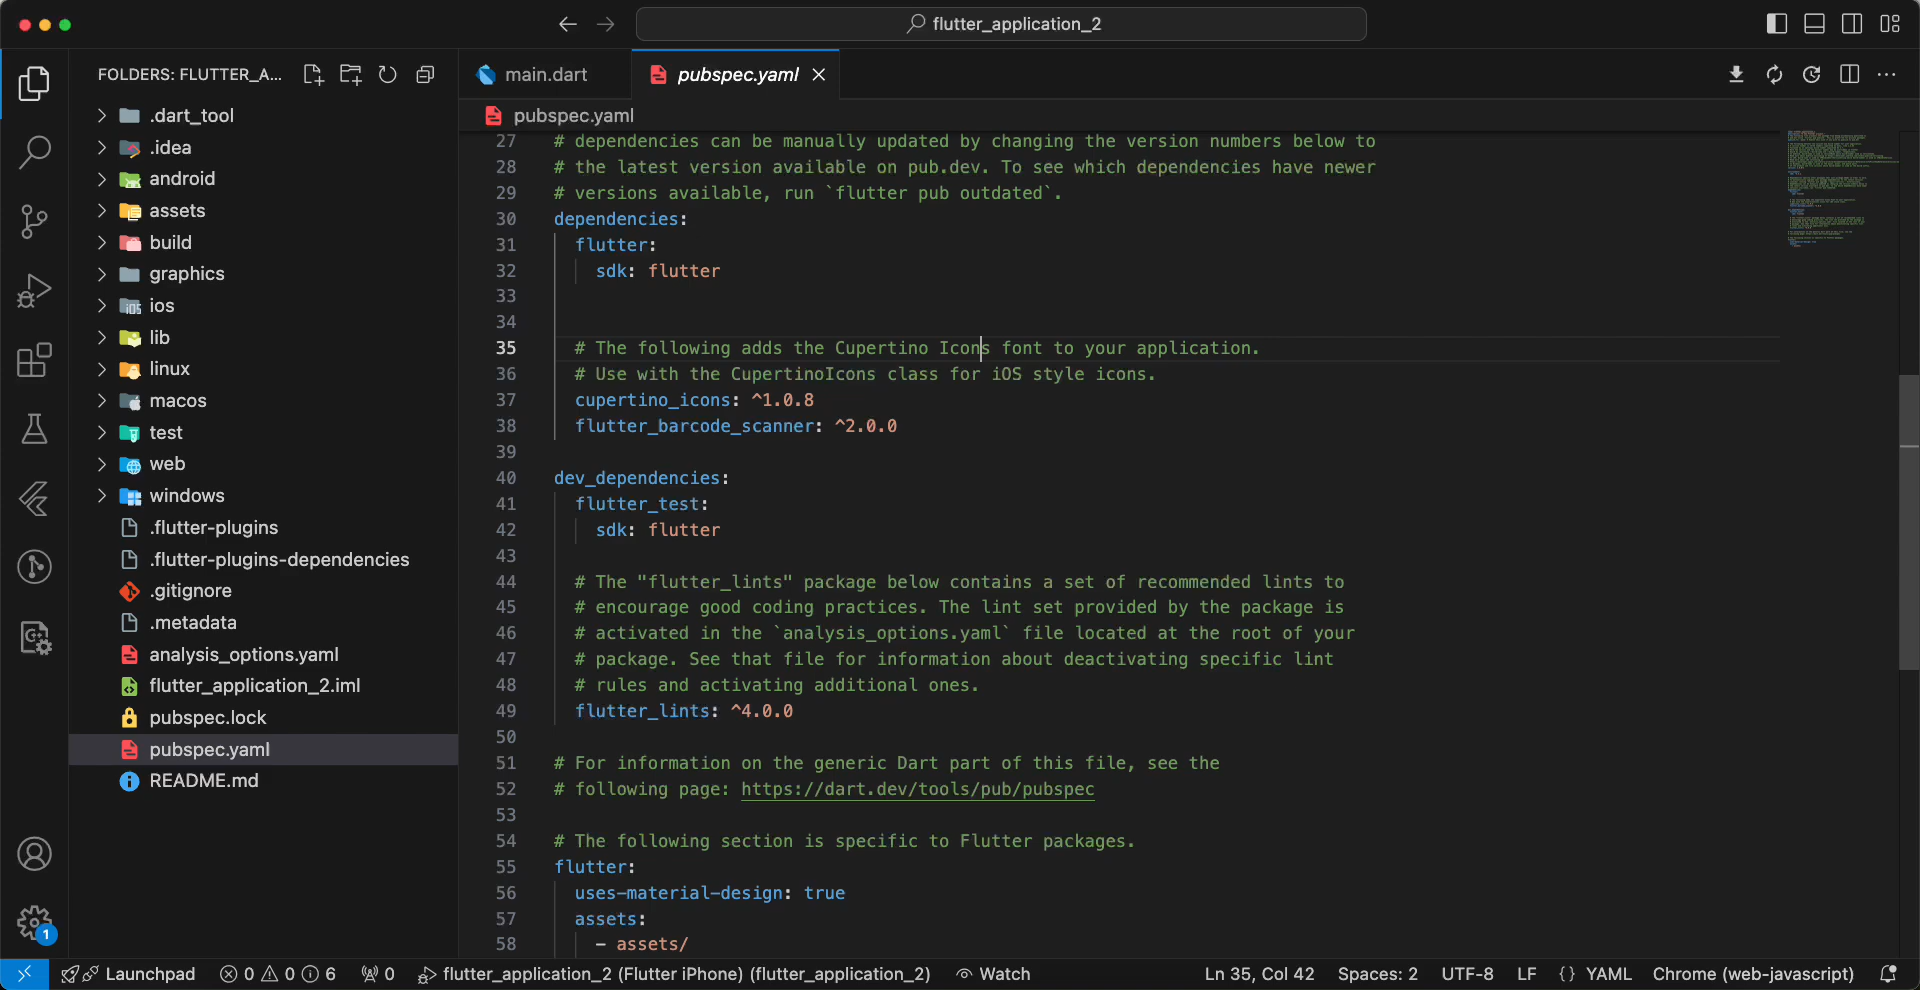 flutter_application_2
FOLDERS: FLUTTER_A...
main.dart
pubspec.yaml
pubspec.yaml
.dart_tool
.idea
android
assets
build
graphics
ios
lib
linux
macos
test
web
windows
.flutter-plugins
.flutter-plugins-dependencies
.gitignore
.metadata
analysis_options.yaml
flutter_application_2.iml
pubspec.lock
pubspec.yaml
README.md
1
27 # dependencies can be manually updated by changing the version numbers below to
28 # the latest version available on pub.dev. To see which dependencies have newer
29 # versions available, run `flutter pub outdated`.
30 dependencies:
31 flutter:
32 sdk: flutter
33
34
35 # The following adds the Cupertino Icons font to your application.
36 # Use with the CupertinoIcons class for iOS style icons.
37 cupertino_icons: ^1.0.8
38 flutter_barcode_scanner: ^2.0.0
39
40 dev_dependencies:
41 flutter_test:
42 sdk: flutter
43
44 # The "flutter_lints" package below contains a set of recommended lints to
45 # encourage good coding practices. The lint set provided by the package is
46 # activated in the `analysis_options.yaml` file located at the root of your
47 # package. See that file for information about deactivating specific lint
48 # rules and activating additional ones.
49 flutter_lints: ^4.0.0
50
51 # For information on the generic Dart part of this file, see the
52 # following page: https://dart.dev/tools/pub/pubspec
53
54 # The following section is specific to Flutter packages.
55 flutter:
56 uses-material-design: true
57 assets:
58 - assets/
Launchpad 0 0 6 0 flutter_application_2 (Flutter iPhone) (flutter_application_2) Watch Ln 35, Col 42 Spaces: 2 UTF-8 LF {} YAML Chrome (web-javascript)